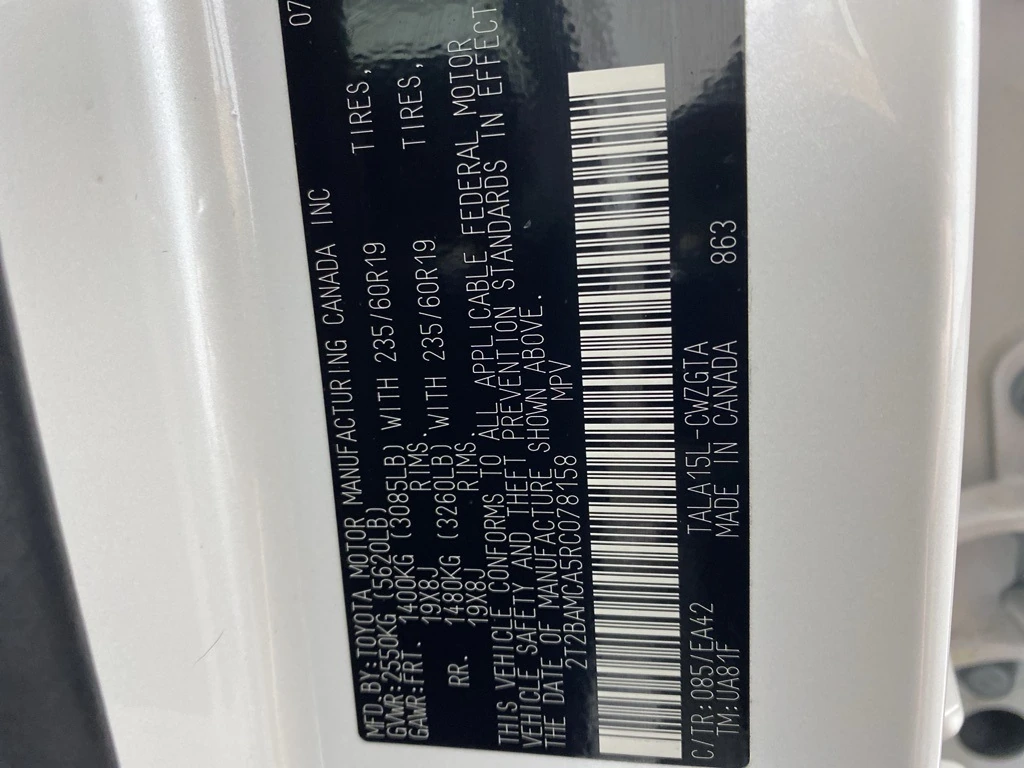 MFD BY:TOYOTA MOTOR MANUFACTURING CANADA INC 07
GVWR:2550KG (5620LB)
GAWR:FRT. 1400KG (3085LB) WITH 235/60R19 TIRES,
19X8J RIMS.
RR. 1480KG (3260LB) WITH 235/60R19 TIRES,
19X8J RIMS.
THIS VEHICLE CONFORMS TO ALL APPLICABLE FEDERAL MOTOR
VEHICLE SAFETY AND THEFT PREVENTION STANDARDS IN EFFECT
THE DATE OF MANUFACTURE SHOWN ABOVE.
2T2BAMCA5RC078158 MPV
C/TR:085/EA42 TALA15L-CWZGTA 863
TM:UA81F MADE IN CANADA